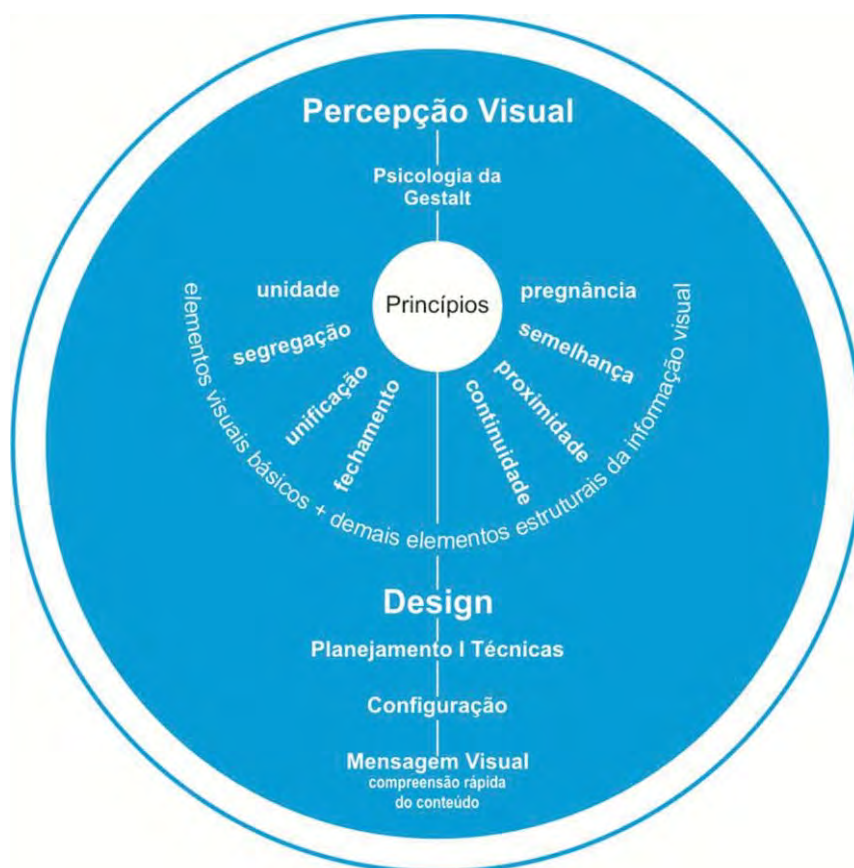 Percepção Visual
Psicologia da
Gestalt
Princípios
unidade
segregação
unificação
fechamento
pregnância
semelhança
proximidade
continuidade
elementos visuais básicos + demais elementos estruturais da informação visual
Design
Planejamento I Técnicas
Configuração
Mensagem Visual
compreensão rápida
do conteúdo